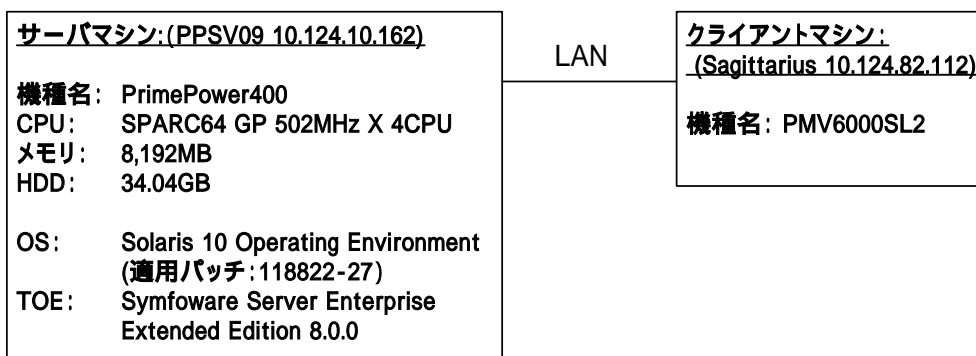 サーバマシン:(PPSV09 10.124.10.162)
機種名: PrimePower400
CPU: SPARC64 GP 502MHz X 4CPU
メモリ: 8,192MB
HDD: 34.04GB
OS: Solaris 10 Operating Environment
(適用パッチ:118822-27)
TOE: Symfoware Server Enterprise
Extended Edition 8.0.0
LAN
クライアントマシン:
(Sagittarius 10.124.82.112)
機種名: PMV6000SL2